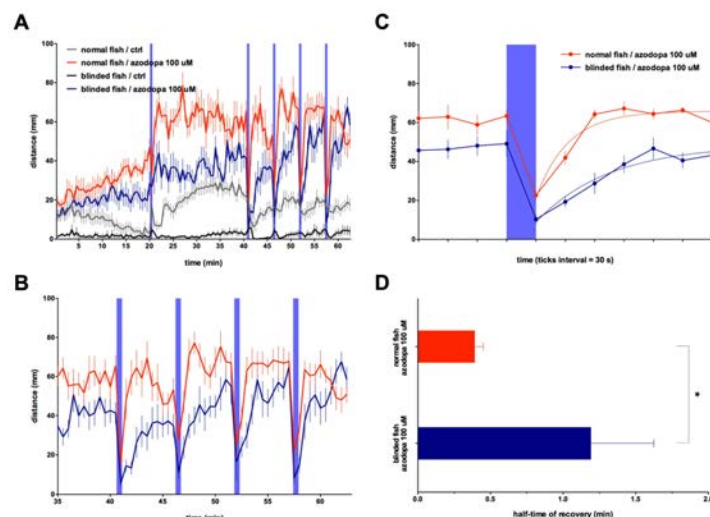 A
normal fish / ctrl
normal fish / azodopa 100 uM
blinded fish / ctrl
blinded fish / azodopa 100 uM
distance (mm)
100
80
60
40
20
0
0 5 10 15 20 25 30 35 40 45 50 55 60
time (min)
B
distance (mm)
100
80
60
40
20
0
35 40 45 50 55 60
C
normal fish / azodopa 100 uM
blinded fish / azodopa 100 uM
distance (mm)
100
80
60
40
20
0
time (ticks interval = 30 s)
D
normal fish
azodopa 100 uM
blinded fish
azodopa 100 uM
*
0.0 0.5 1.0 1.5 2.0
half-time of recovery (min)